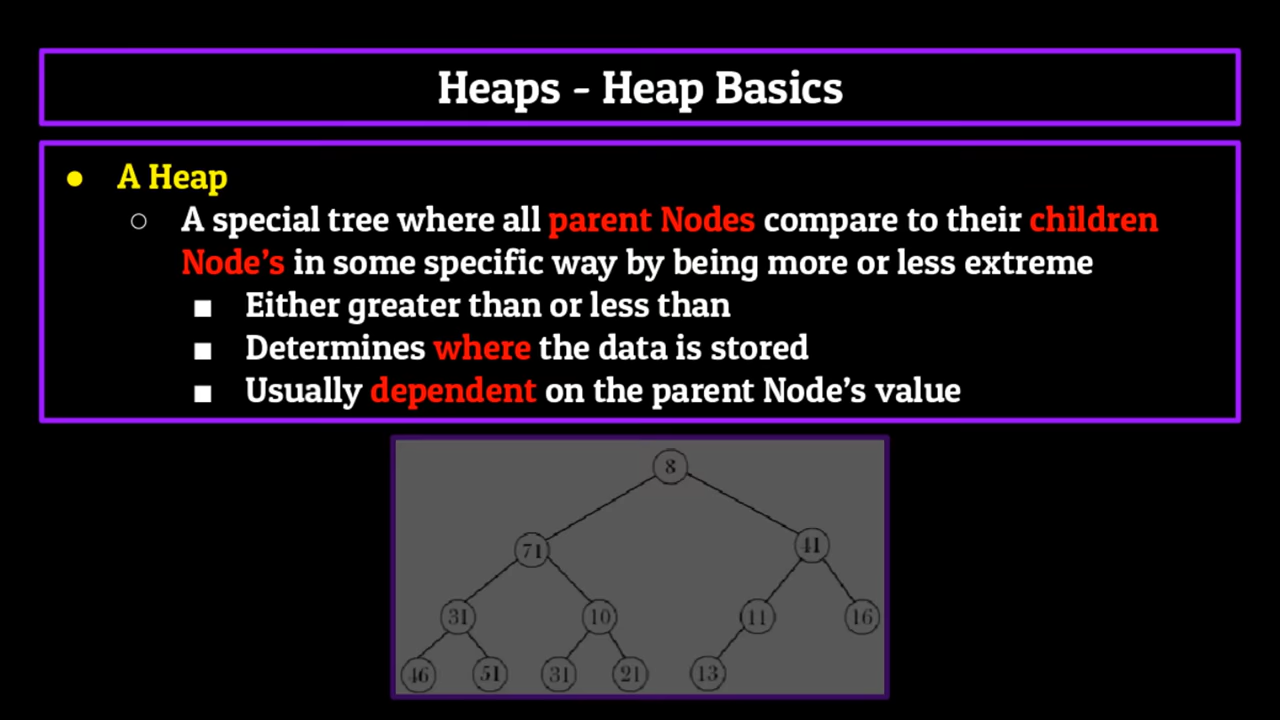 Heaps - Heap Basics
● A Heap
○ A special tree where all parent Nodes compare to their children
Node's in some specific way by being more or less extreme
■ Either greater than or less than
■ Determines where the data is stored
■ Usually dependent on the parent Node's value
8
71 41
31 10 11 16
46 51 31 21 13